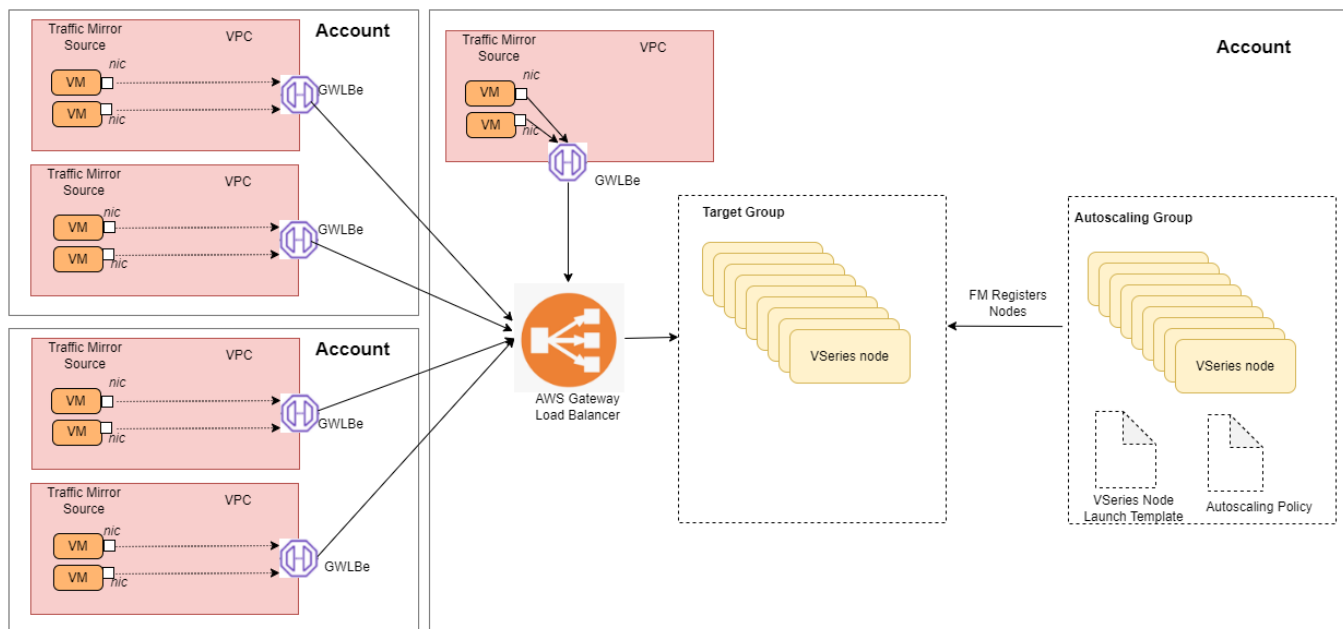 Account
Traffic Mirror
Source
VPC
nic
VM
VM
nic
GWLBe
Traffic Mirror
Source
VPC
nic
VM
VM
nic
GWLBe
Account
Traffic Mirror
Source
VPC
nic
VM
VM
nic
GWLBe
Traffic Mirror
Source
VPC
nic
VM
VM
nic
GWLBe
Account
Traffic Mirror
Source
VPC
nic
VM
VM
nic
GWLBe
AWS Gateway
Load Balancer
Target Group
VSeries node
FM Registers
Nodes
Autoscaling Group
VSeries node
VSeries Node
Launch Template
Autoscaling Policy